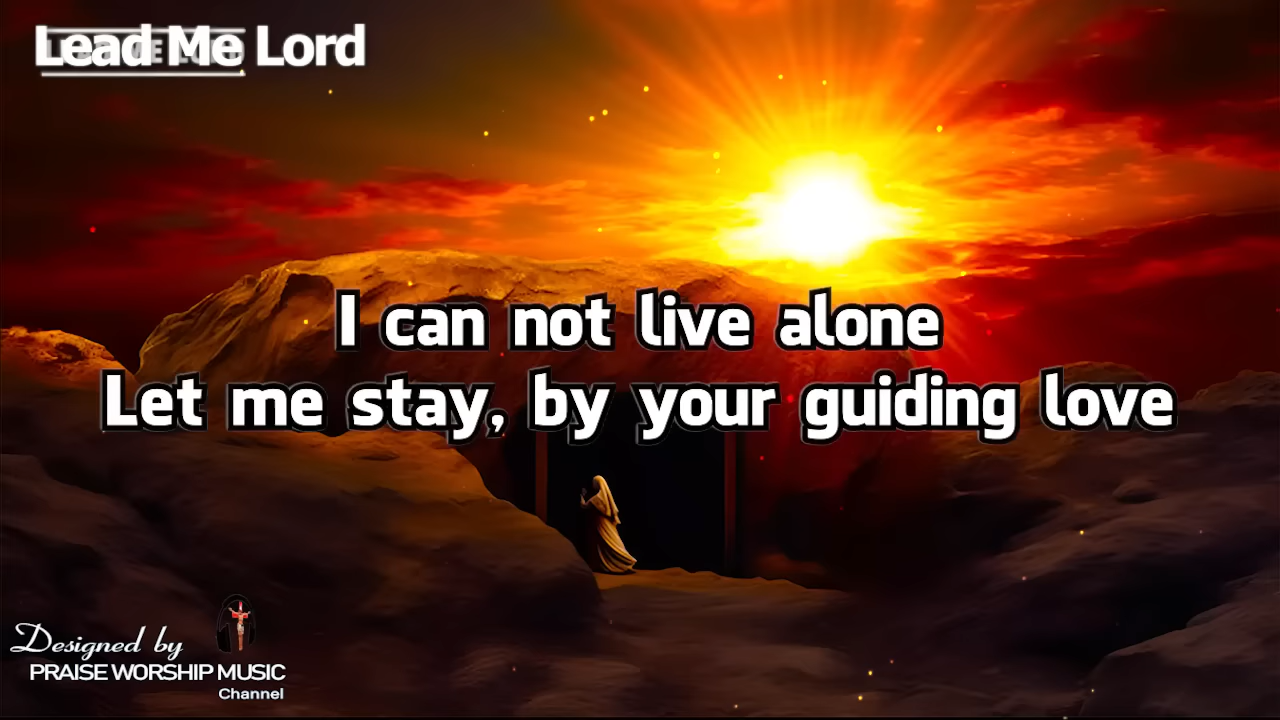 Lead Me Lord
I can not live alone
Let me stay, by your guiding love
Designed by
PRAISE WORSHIP MUSIC
Channel